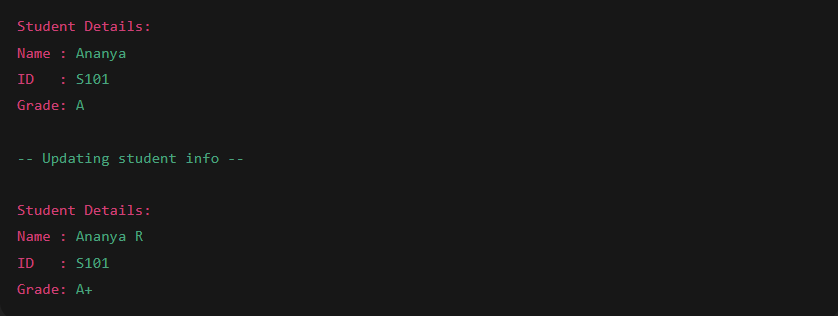 Student Details:
Name : Ananya
ID   : S101
Grade: A
-- Updating student info --
Student Details:
Name : Ananya R
ID   : S101
Grade: A+